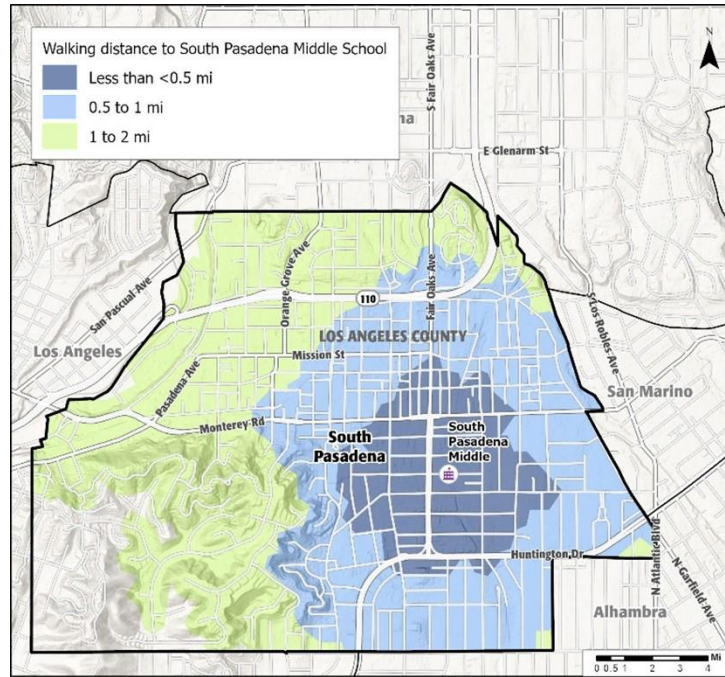 Walking distance to South Pasadena Middle School
Less than <0.5 mi
0.5 to 1 mi
1 to 2 mi
na
S Fair Oaks Ave
N
E Glenarm St
San Pascual Ave
Orange Grove Ave
110
Fair Oaks Ave
S Los Robles Ave
LOS ANGELES COUNTY
Los Angeles
Mission St
Pasadena Ave
San Marino
Monterey Rd
South
Pasadena
South
Pasadena
Middle
Huntington Dr
N Atlantic Blvd
N Garfield Ave
Alhambra
Mi
0 0.5 1 2 3 4